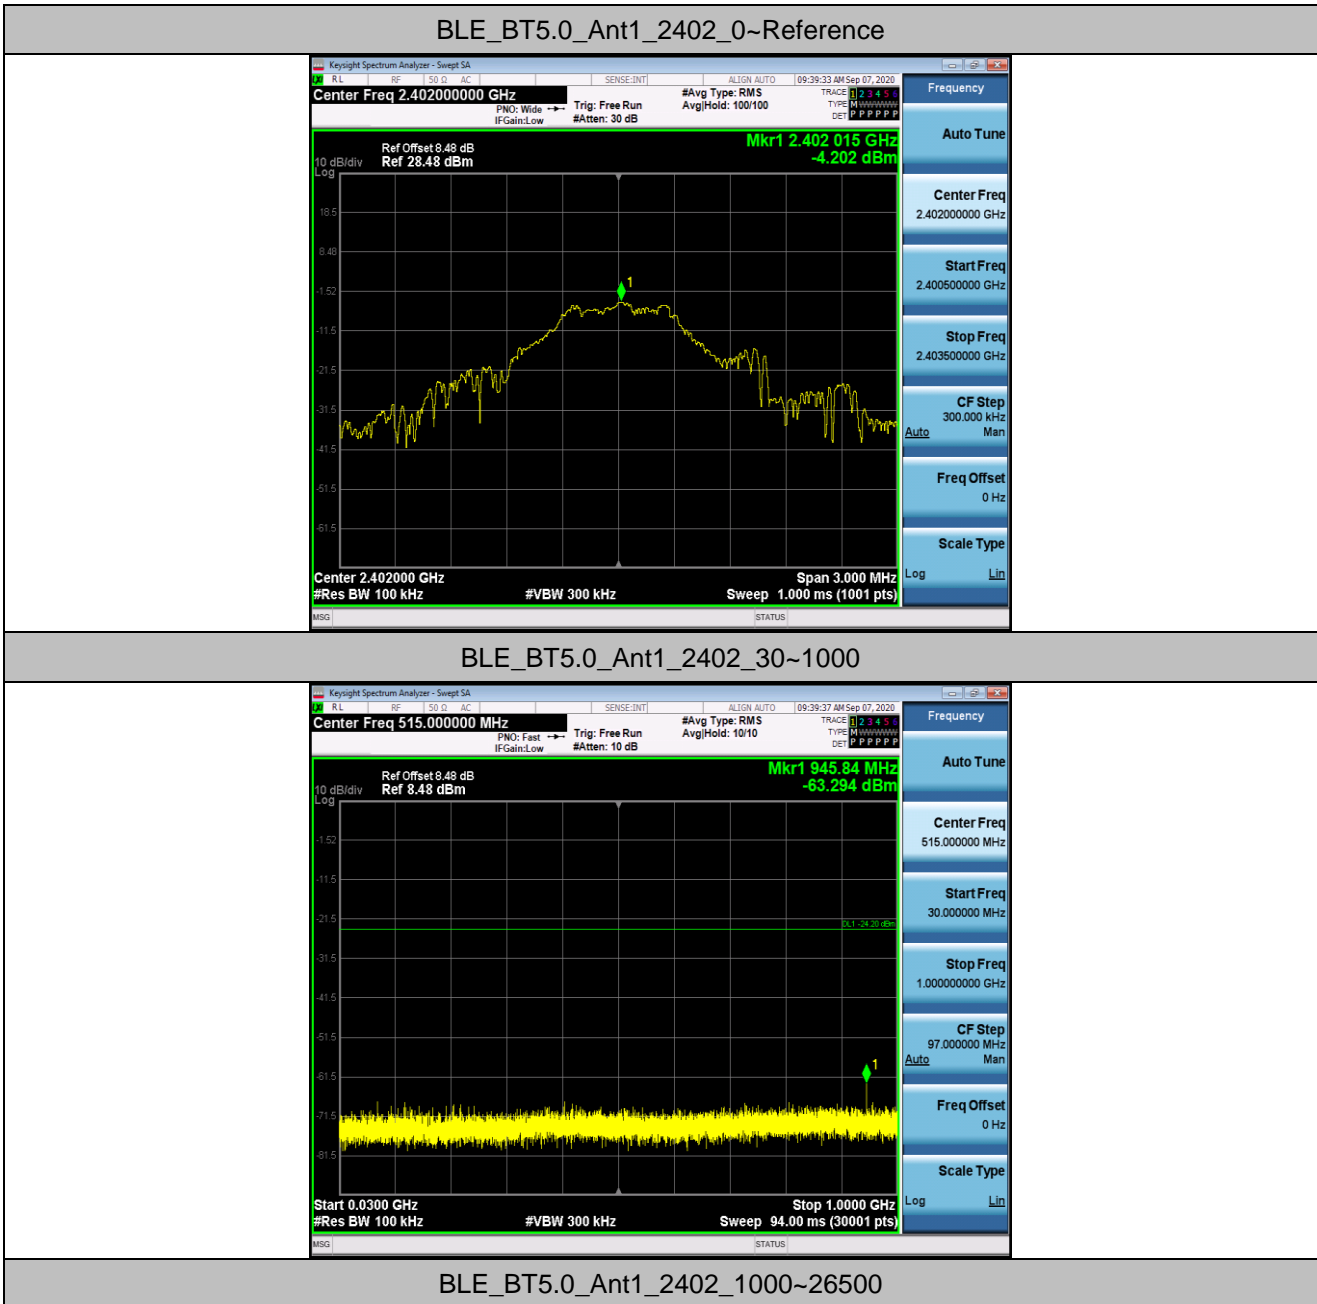 BLE_BT5.0_Ant1_2402_0~Reference
Keysight Spectrum Analyzer - Swept SA
RL RF 50 Ω AC SENSE:INT ALIGN AUTO 09:39:33 AM Sep 07, 2020
Center Freq 2.402000000 GHz
PNO: Wide
IFGain:Low
Trig: Free Run
#Atten: 30 dB
#Avg Type: RMS
Avg|Hold: 100/100
TRACE 1 2 3 4 5 6
TYPE M WWWWW
DET P P P P P P
Ref Offset 8.48 dB
10 dB/div Ref 28.48 dBm
Log
Mkr1 2.402 015 GHz
-4.202 dBm
18.5
8.48
-1.52
-11.5
-21.5
-31.5
-41.5
-51.5
-61.5
1
Center 2.402000 GHz Span 3.000 MHz
#Res BW 100 kHz #VBW 300 kHz Sweep 1.000 ms (1001 pts)
MSG STATUS
Frequency
Auto Tune
Center Freq
2.402000000 GHz
Start Freq
2.400500000 GHz
Stop Freq
2.403500000 GHz
CF Step
300.000 kHz
Auto Man
Freq Offset
0 Hz
Scale Type
Log Lin
BLE_BT5.0_Ant1_2402_30~1000
Keysight Spectrum Analyzer - Swept SA
RL RF 50 Ω AC SENSE:INT ALIGN AUTO 09:39:37 AM Sep 07, 2020
Center Freq 515.000000 MHz
PNO: Fast
IFGain:Low
Trig: Free Run
#Atten: 10 dB
#Avg Type: RMS
Avg|Hold: 10/10
TRACE 1 2 3 4 5 6
TYPE M WWWWW
DET P P P P P P
Ref Offset 8.48 dB
10 dB/div Ref 8.48 dBm
Log
Mkr1 945.84 MHz
-63.294 dBm
-1.52
-11.5
-21.5
-31.5
-41.5
-51.5
-61.5
-71.5
-81.5
DL1 -24.20 dBm
1
Start 0.0300 GHz Stop 1.0000 GHz
#Res BW 100 kHz #VBW 300 kHz Sweep 94.00 ms (30001 pts)
MSG STATUS
Frequency
Auto Tune
Center Freq
515.000000 MHz
Start Freq
30.000000 MHz
Stop Freq
1.000000000 GHz
CF Step
97.000000 MHz
Auto Man
Freq Offset
0 Hz
Scale Type
Log Lin
BLE_BT5.0_Ant1_2402_1000~26500